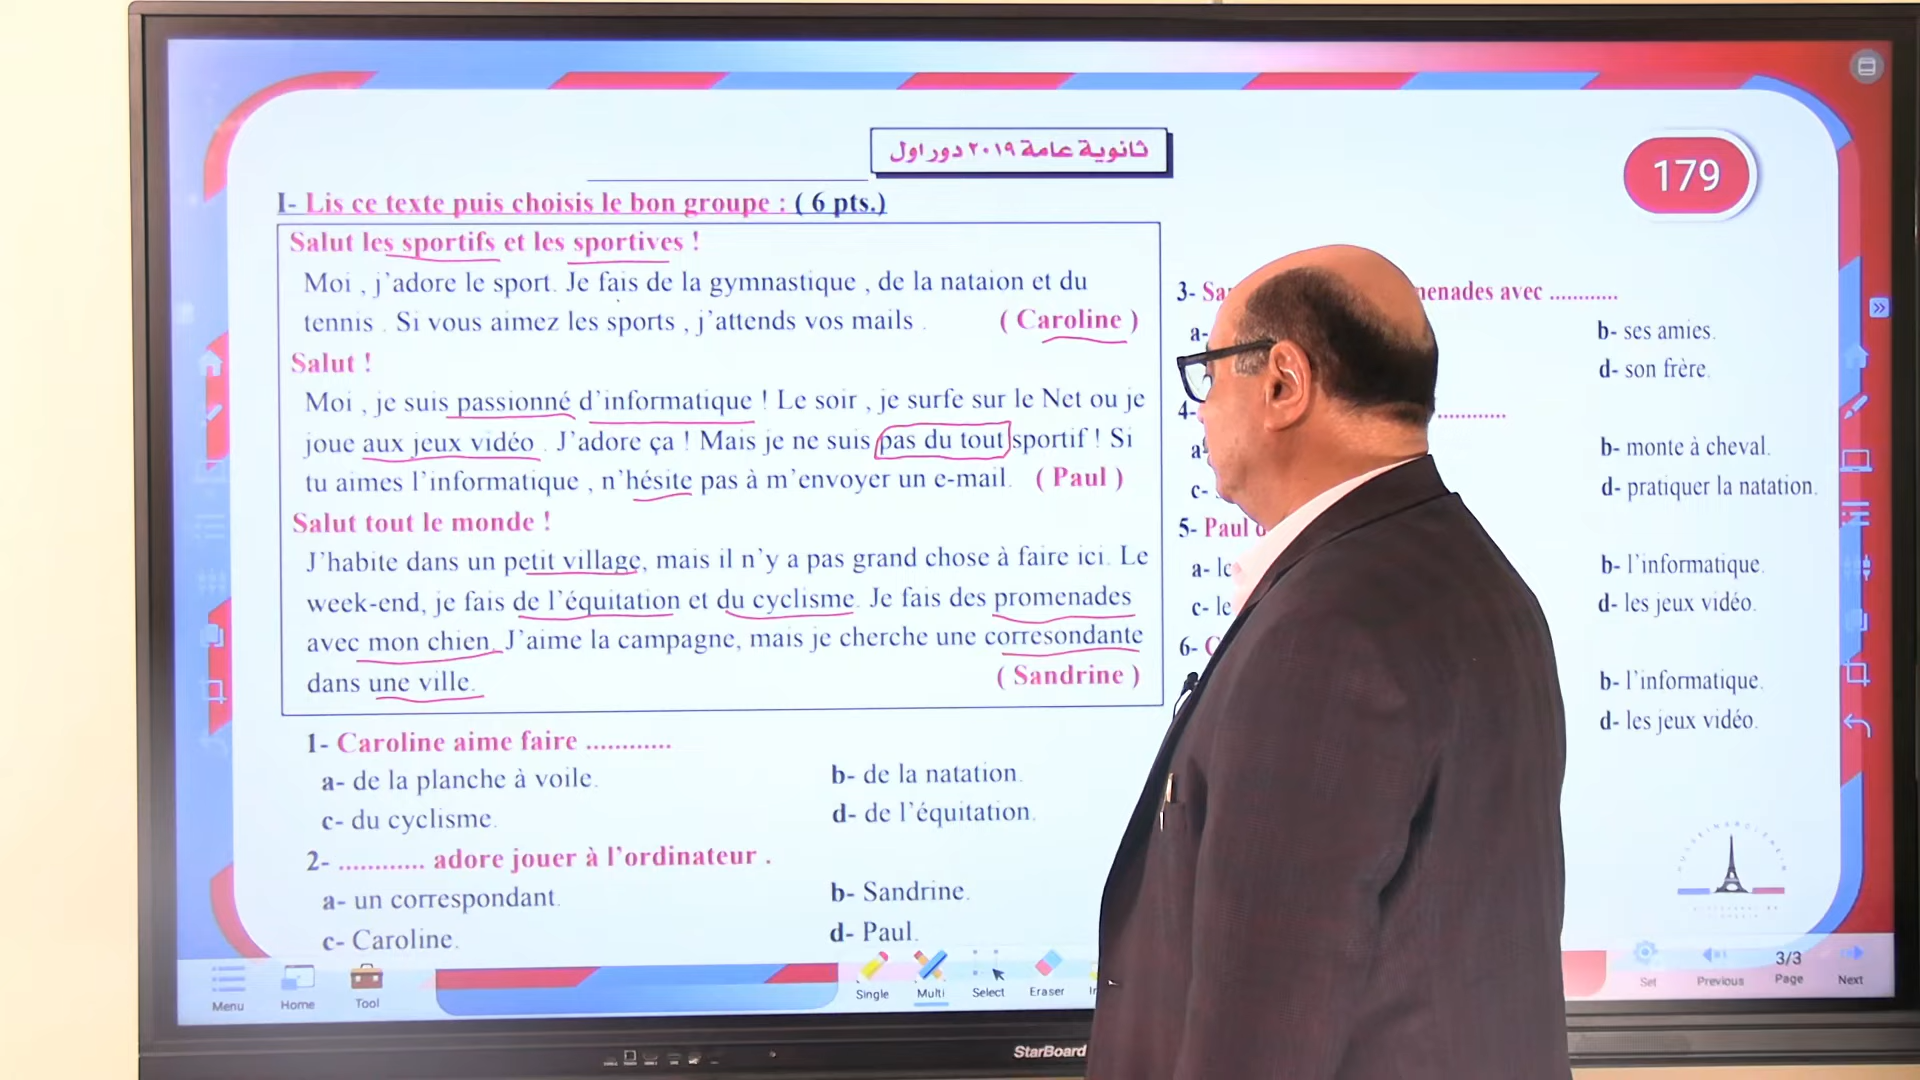 ثانوية عامة ٢٠١٩ دور اول
179
I- Lis ce texte puis choisis le bon groupe : ( 6 pts.)
Salut les sportifs et les sportives !
Moi , j'adore le sport. Je fais de la gymnastique , de la nataion et du
tennis . Si vous aimez les sports , j'attends vos mails . ( Caroline )
Salut !
Moi , je suis passionné d'informatique ! Le soir , je surfe sur le Net ou je
joue aux jeux vidéo . J'adore ça ! Mais je ne suis pas du tout sportif ! Si
tu aimes l'informatique , n'hésite pas à m'envoyer un e-mail. ( Paul )
Salut tout le monde !
J'habite dans un petit village, mais il n'y a pas grand chose à faire ici. Le
week-end, je fais de l'équitation et du cyclisme. Je fais des promenades
avec mon chien. J'aime la campagne, mais je cherche une corresondante
dans une ville. ( Sandrine )
1- Caroline aime faire ............
a- de la planche à voile.
b- de la natation.
c- du cyclisme.
d- de l'équitation.
2- ............ adore jouer à l'ordinateur .
a- un correspondant.
b- Sandrine.
c- Caroline.
d- Paul.
3- avec ............
a-
b- ses amies.
d- son frère.
4- ............
a-
b- monte à cheval.
c-
d- pratiquer la natation.
5- Paul
a-
b- l'informatique.
c- le
d- les jeux vidéo.
6-
b- l'informatique.
d- les jeux vidéo.
Menu
Home
Tool
Single
Multi
Select
Eraser
Set
Previous
3/3
Page
Next
StarBoard